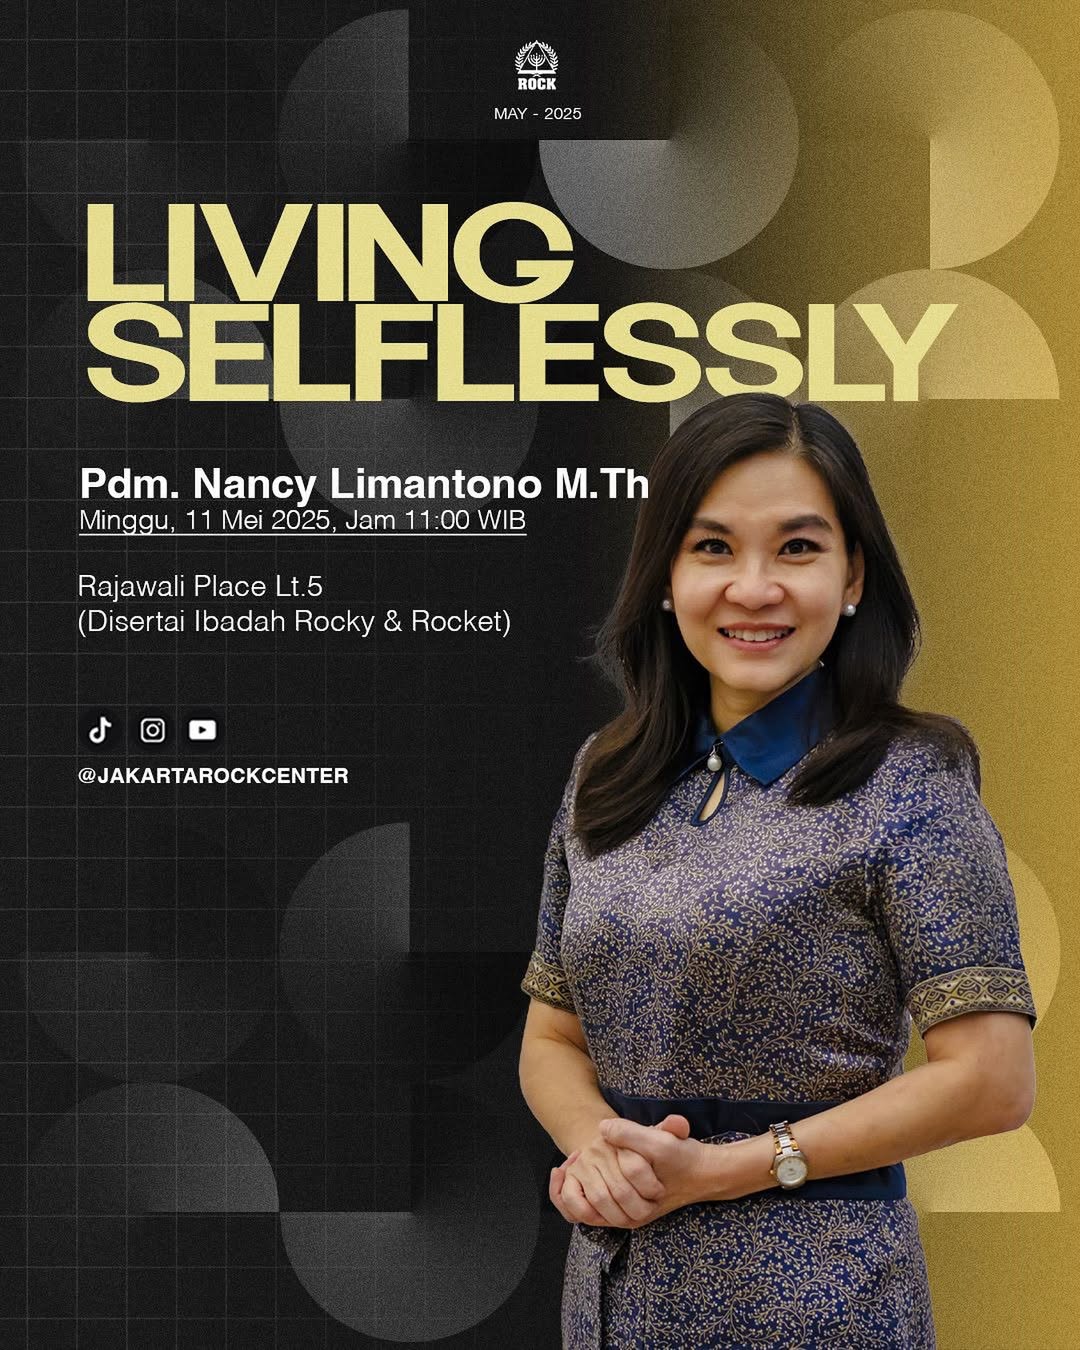 ROCK
MAY - 2025
LIVING
SELFLESSLY
Pdm. Nancy Limantono M.Th
Minggu, 11 Mei 2025, Jam 11:00 WIB
Rajawali Place Lt.5
(Disertai Ibadah Rocky & Rocket)
@JAKARTAROCKCENTER